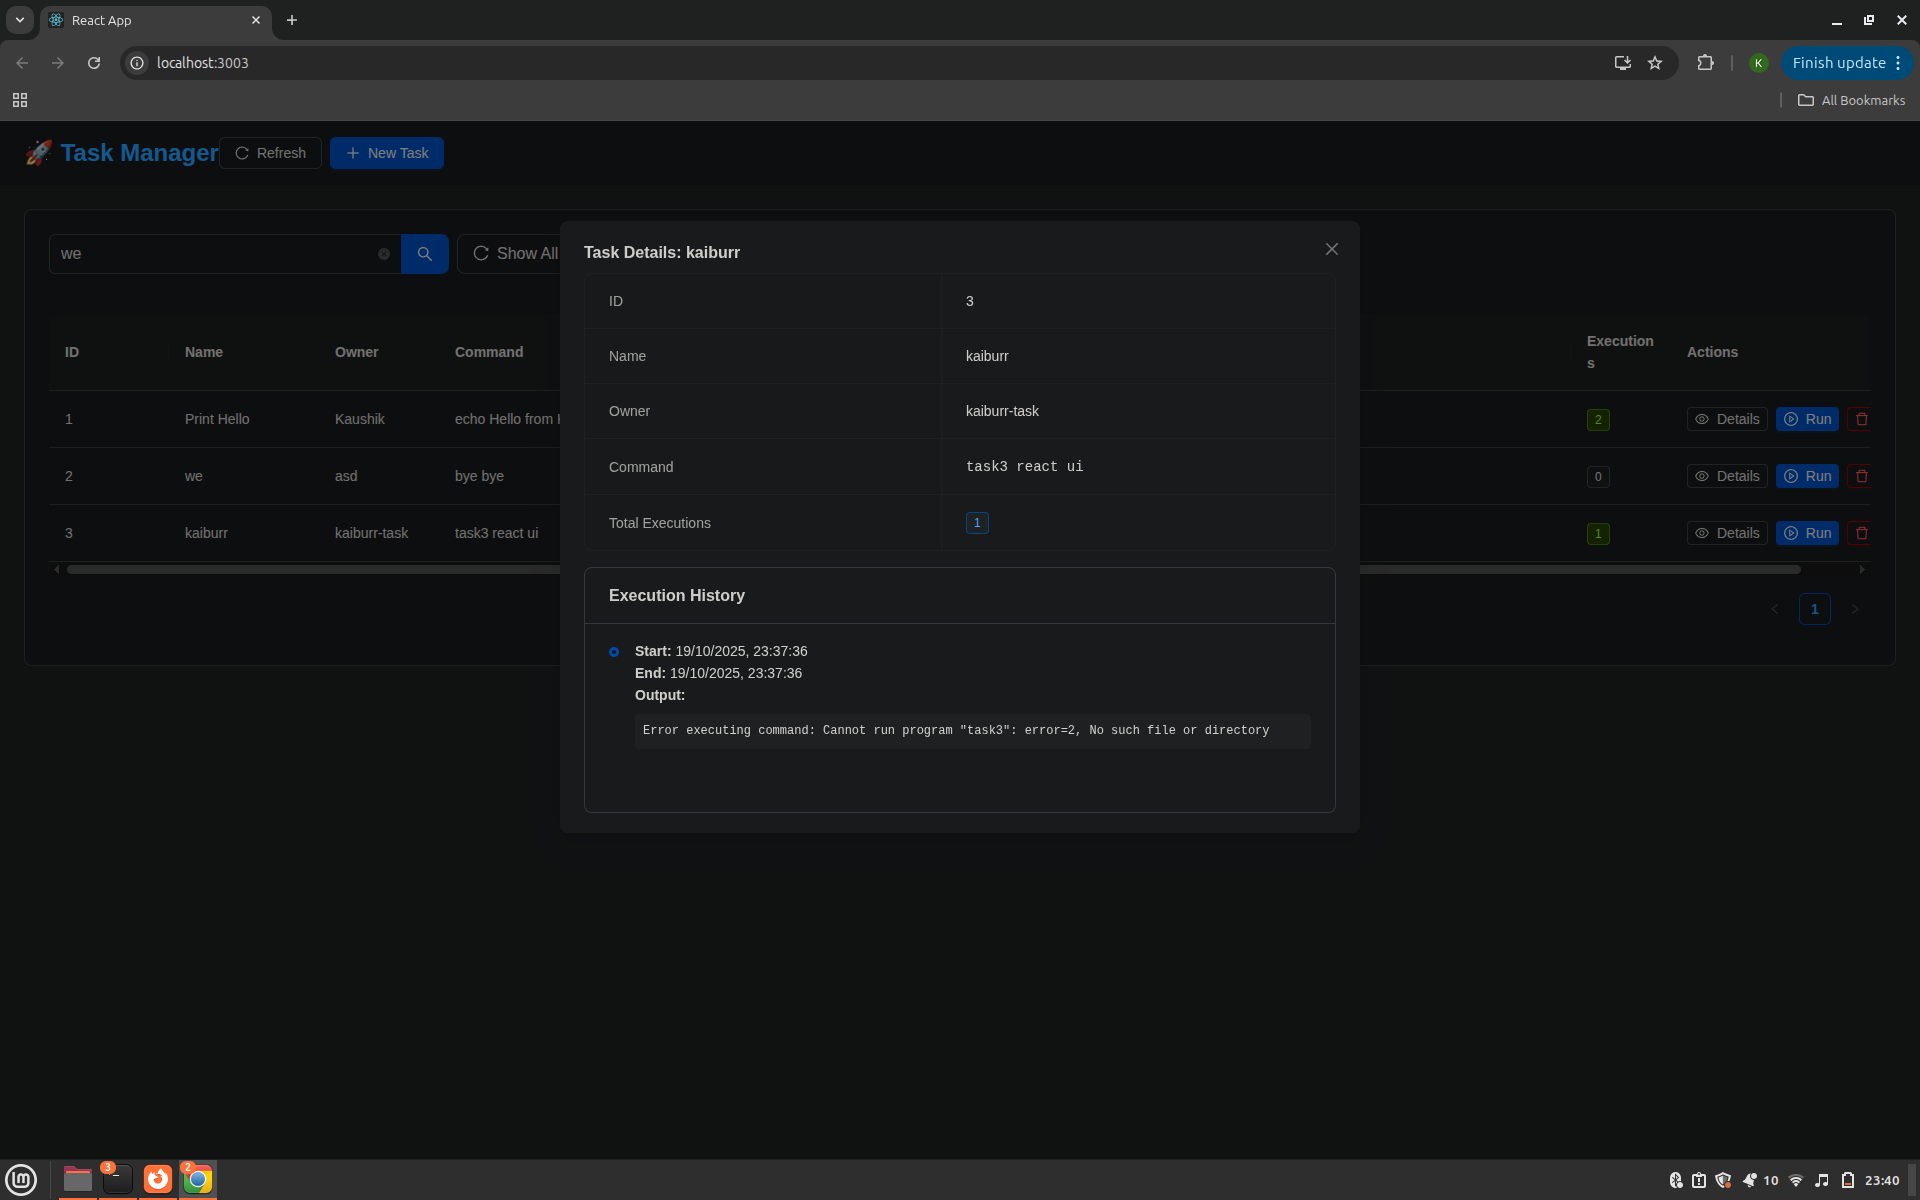 React App
localhost:3003
K
Finish update
All Bookmarks
🚀 Task Manager
Refresh
New Task
we
Show All
Task Details: kaiburr
ID 3
Name kaiburr
Owner kaiburr-task
Command task3 react ui
Total Executions 1
ID Name Owner Command Execution
s
Actions
1 Print Hello Kaushik echo Hello from 2 Details Run
2 we asd bye bye 0 Details Run
3 kaiburr kaiburr-task task3 react ui 1 Details Run
1
Execution History
Start: 19/10/2025, 23:37:36
End: 19/10/2025, 23:37:36
Output:
Error executing command: Cannot run program "task3": error=2, No such file or directory
3
2
10
23:40